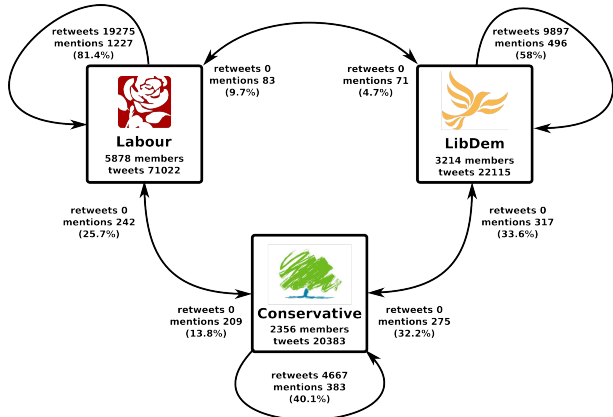 retweets 19275
mentions 1227
(81.4%)
retweets 9897
mentions 496
(58%)
retweets 0
mentions 83
(9.7%)
retweets 0
mentions 71
(4.7%)
Labour
5878 members
tweets 71022
LibDem
3214 members
tweets 22115
retweets 0
mentions 242
(25.7%)
retweets 0
mentions 317
(33.6%)
Conservative
2356 members
tweets 20383
retweets 0
mentions 209
(13.8%)
retweets 0
mentions 275
(32.2%)
retweets 4667
mentions 383
(40.1%)